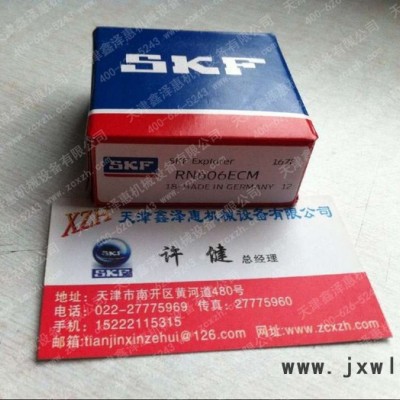 SKF
SKF
SKF Explorer
RN606ECM
18 MADE IN GERMANY 12
XZH 天津鑫泽惠机械设备有限公司
SKF
许健 总经理
地址：天津市南开区黄河道480号
电话：022-27775969 传真：27775960
手机：15222115315
邮箱:tianjinxinzehui@126.com 网址:www.zcxzh.com
www.jxwl